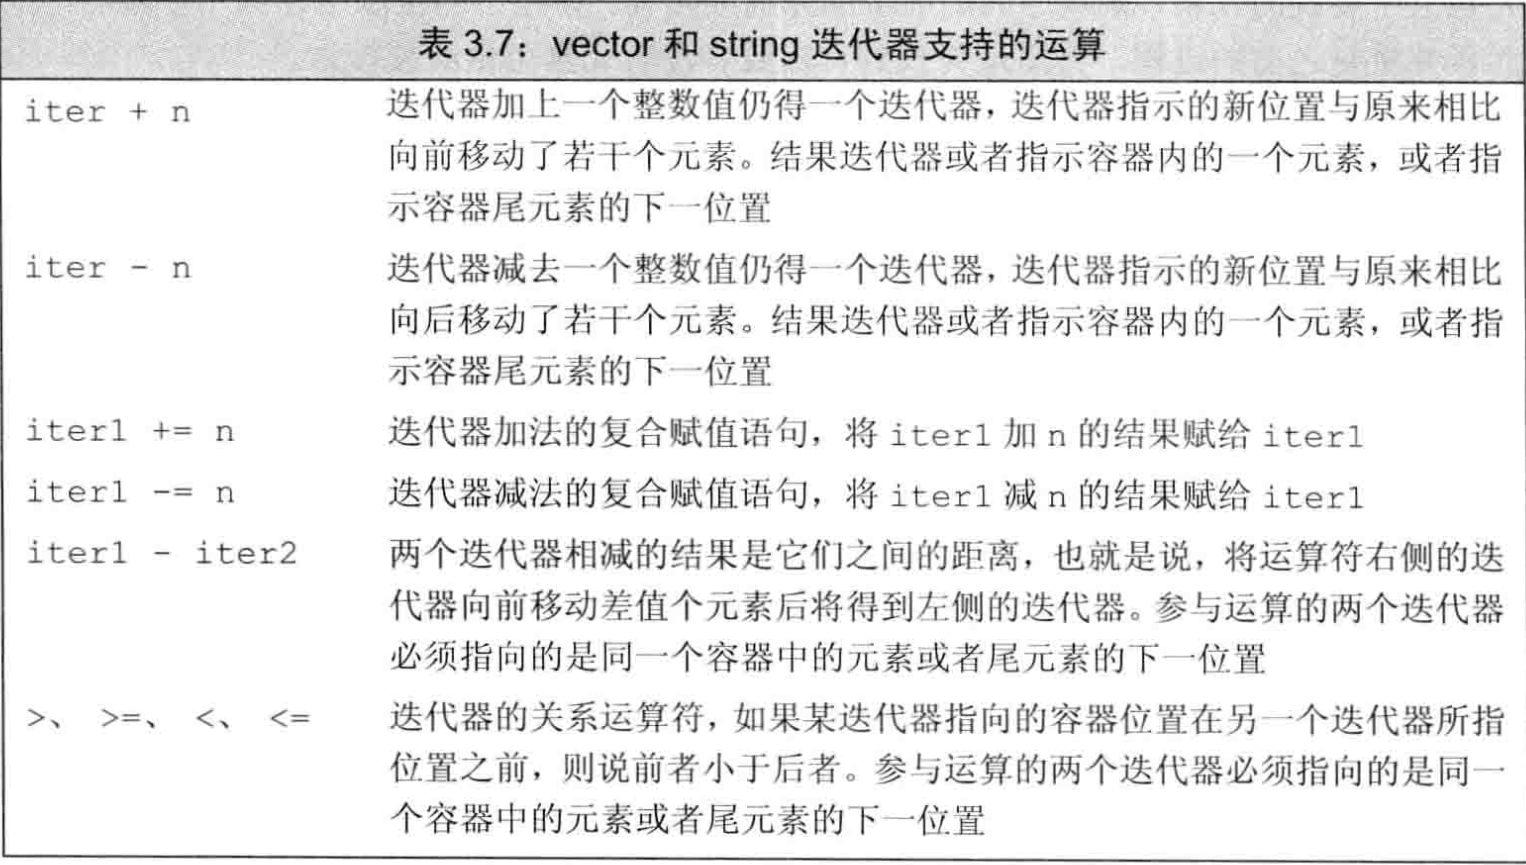 表 3.7：vector 和 string 迭代器支持的运算
iter + n 迭代器加上一个整数值仍得一个迭代器，迭代器指示的新位置与原来相比
向前移动了若干个元素。结果迭代器或者指示容器内的一个元素，或者指
示容器尾元素的下一位置
iter - n 迭代器减去一个整数值仍得一个迭代器，迭代器指示的新位置与原来相比
向后移动了若干个元素。结果迭代器或者指示容器内的一个元素，或者指
示容器尾元素的下一位置
iter1 += n 迭代器加法的复合赋值语句，将 iter1 加 n 的结果赋给 iter1
iter1 -= n 迭代器减法的复合赋值语句，将 iter1 减 n 的结果赋给 iter1
iter1 - iter2 两个迭代器相减的结果是它们之间的距离，也就是说，将运算符右侧的迭
代器向前移动差值个元素后将得到左侧的迭代器。参与运算的两个迭代器
必须指向的是同一个容器中的元素或者尾元素的下一位置
>、 >=、 <、 <= 迭代器的关系运算符，如果某迭代器指向的容器位置在另一个迭代器所指
位置之前，则说前者小于后者。参与运算的两个迭代器必须指向的是同一
个容器中的元素或者尾元素的下一位置